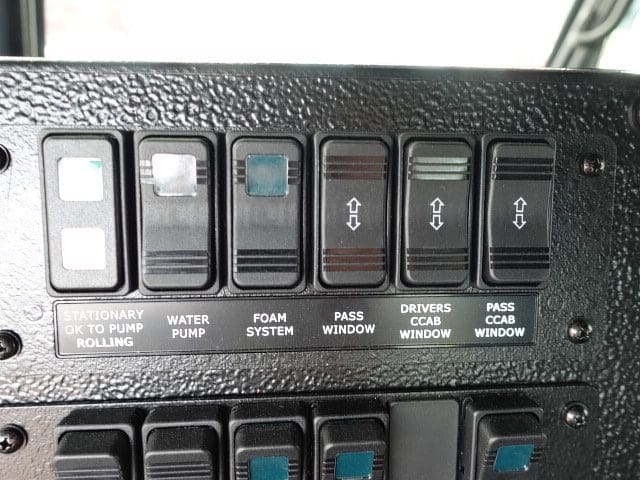 STATIONARY
OK TO PUMP
ROLLING
WATER
PUMP
FOAM
SYSTEM
PASS
WINDOW
DRIVERS
CCAB
WINDOW
PASS
CCAB
WINDOW